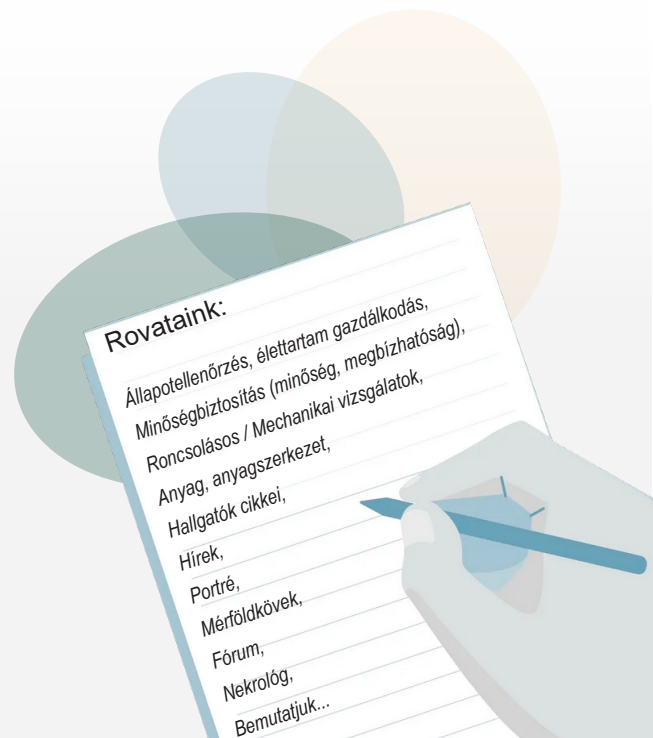 Rovataink:
Állapotellenőrzés, élettartam gazdálkodás,
Minőségbiztosítás (minőség, megbízhatóság),
Roncsolásos / Mechanikai vizsgálatok,
Anyag, anyagszerkezet,
Hallgatók cikkei,
Hírek,
Portré,
Mérföldkövek,
Fórum,
Nekrológ,
Bemutatjuk...